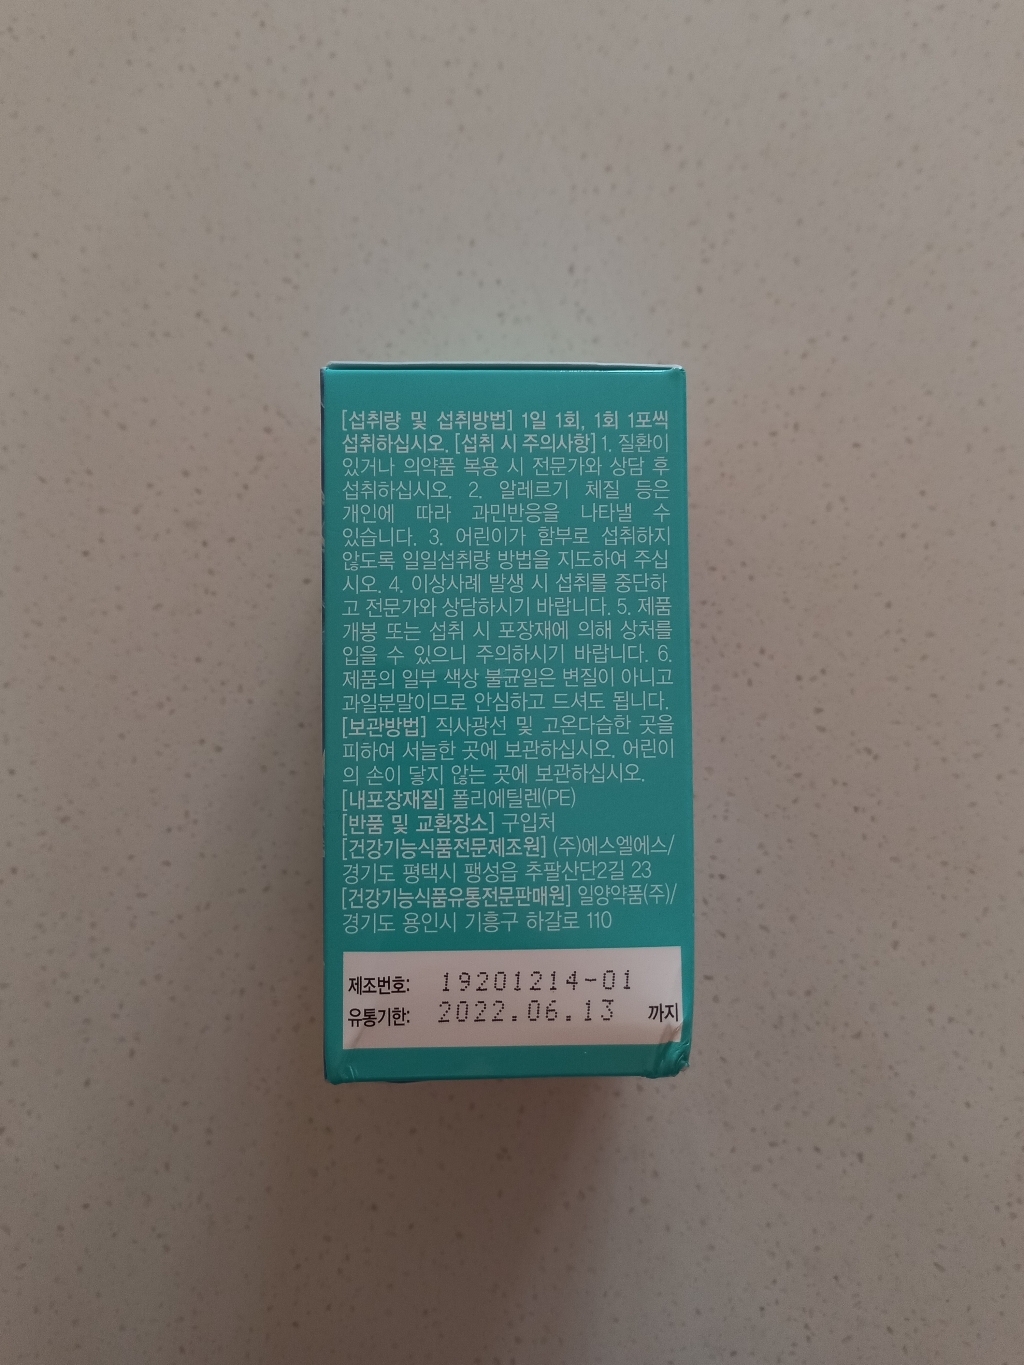 [섭취량 및 섭취방법] 1일 1회, 1회 1포씩
섭취하십시오. [섭취 시 주의사항] 1. 질환이
있거나 의약품 복용 시 전문가와 상담 후
섭취하십시오. 2. 알레르기 체질 등은
개인에 따라 과민반응을 나타낼 수
있습니다. 3. 어린이가 함부로 섭취하지
않도록 일일섭취량 방법을 지도하여 주십
시오. 4. 이상사례 발생 시 섭취를 중단하
고 전문가와 상담하시기 바랍니다. 5. 제품
개봉 또는 섭취 시 포장재에 의해 상처를
입을 수 있으니 주의하시기 바랍니다. 6.
제품의 일부 색상 불균일은 변질이 아니고
과일분말이므로 안심하고 드셔도 됩니다.
[보관방법] 직사광선 및 고온다습한 곳을
피하여 서늘한 곳에 보관하십시오. 어린이
의 손이 닿지 않는 곳에 보관하십시오.
[내포장재질] 폴리에틸렌(PE)
[반품 및 교환장소] 구입처
[건강기능식품전문제조원] (주)에스엘에스/
경기도 평택시 팽성읍 추팔산단2길 23
[건강기능식품유통전문판매원] 일양약품(주)/
경기도 용인시 기흥구 하갈로 110
제조번호: 19201214-01
유통기한: 2022.06.13 까지